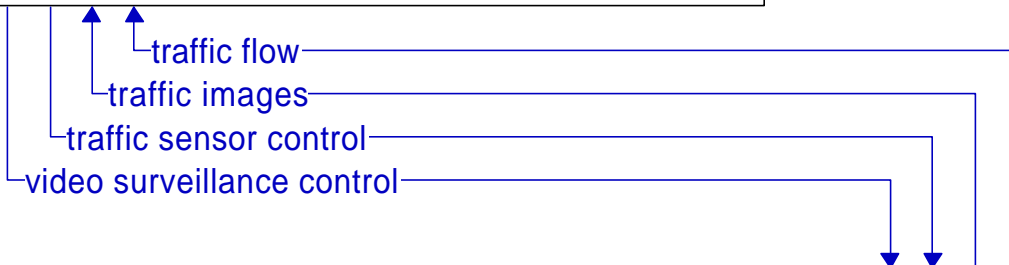 traffic flow
traffic images
traffic sensor control
video surveillance control